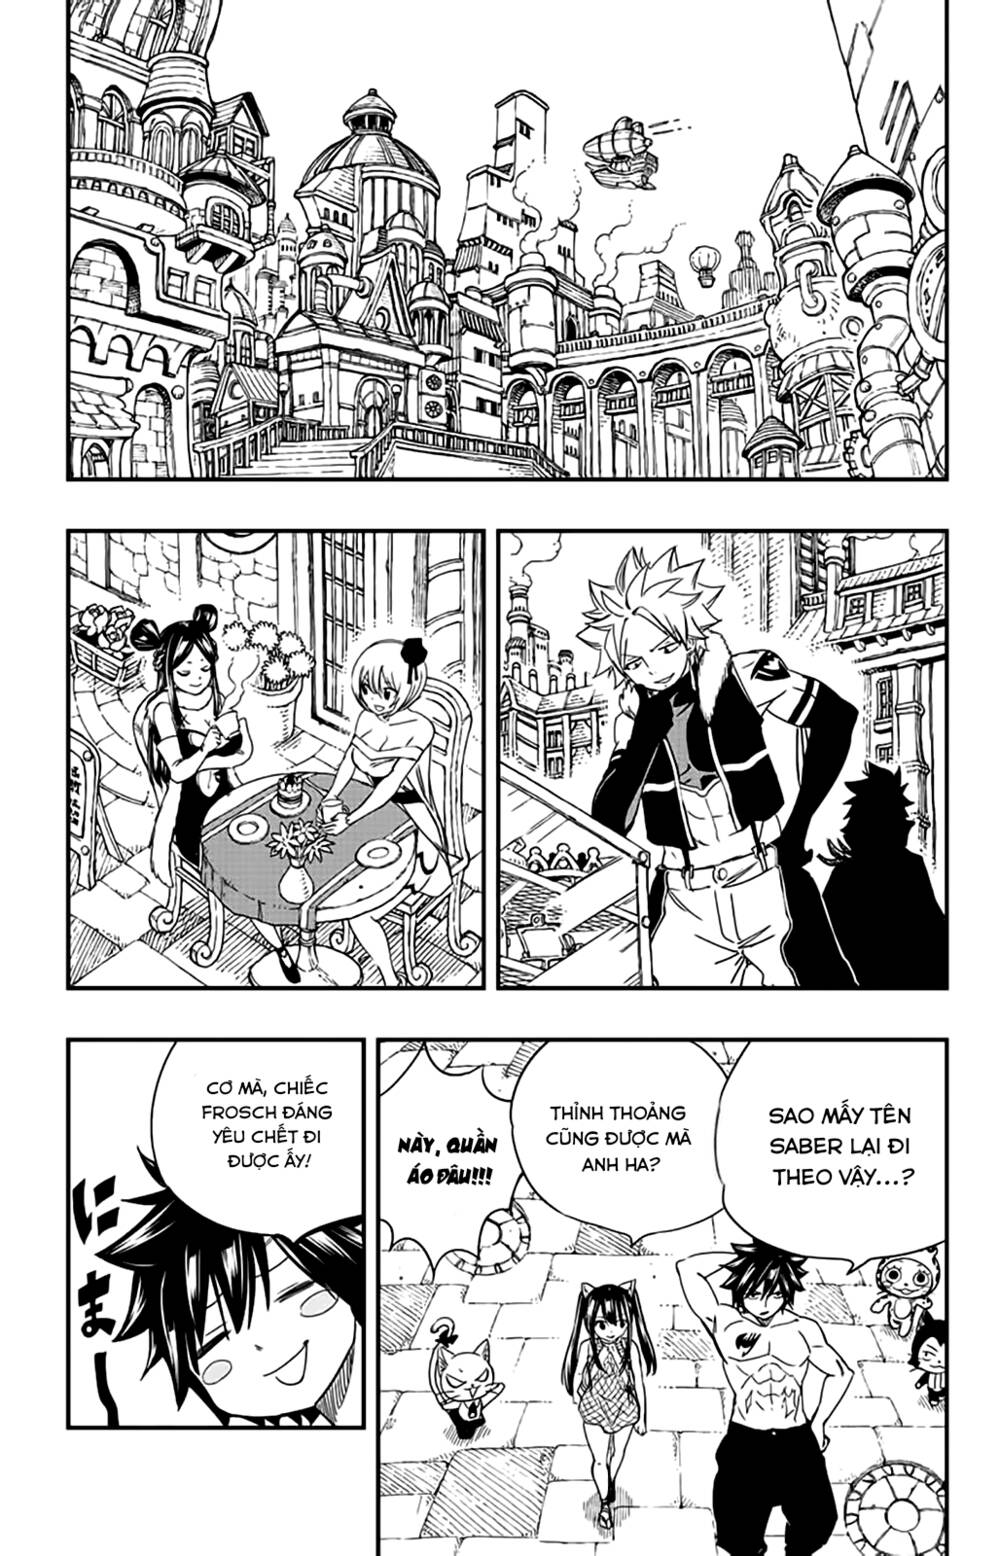 SAO MẤY TÊN
SABER LẠI ĐI
THEO VẬY...?
THỈNH THOẢNG
CŨNG ĐƯỢC MÀ
ANH HA?
NÀY, QUẦN
ÁO ĐÂU!!!
CƠ MÀ, CHIẾC
FROSCH ĐÁNG
YÊU CHẾT ĐI
ĐƯỢC ẤY!
にまー